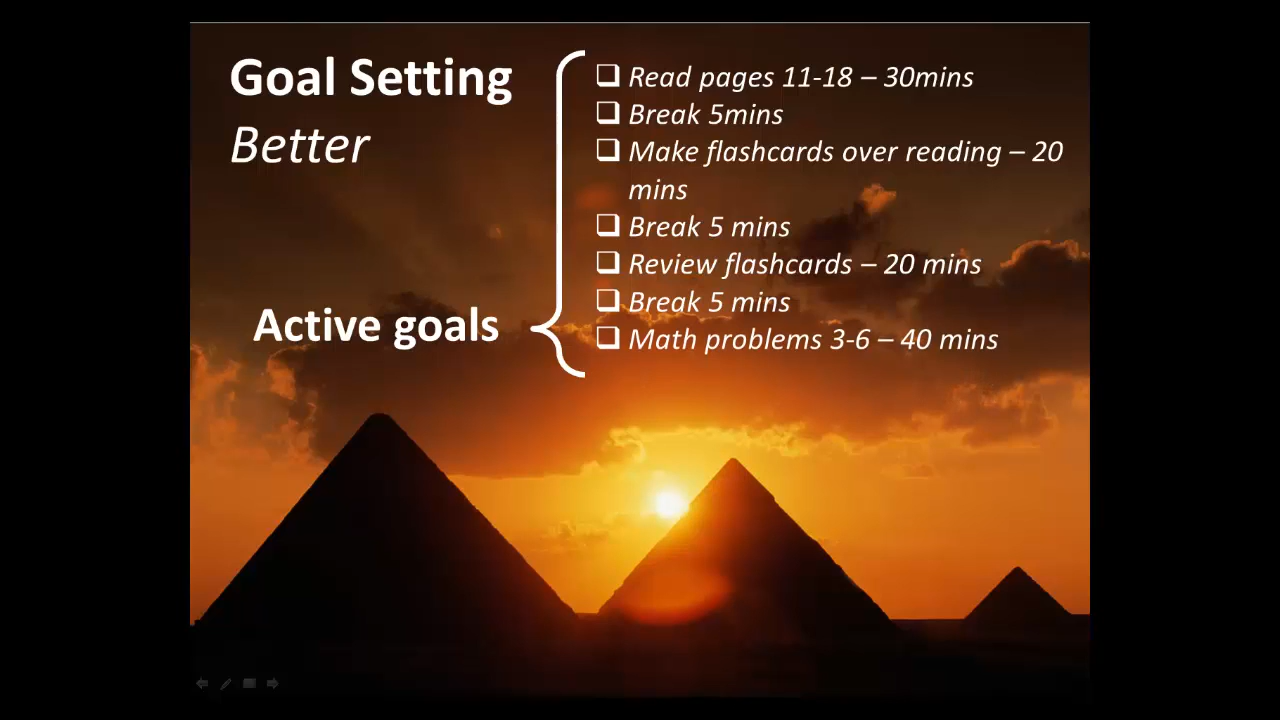 Goal Setting
Better
Active goals
❑ Read pages 11-18 – 30mins
❑ Break 5mins
❑ Make flashcards over reading – 20
mins
❑ Break 5 mins
❑ Review flashcards – 20 mins
❑ Break 5 mins
❑ Math problems 3-6 – 40 mins